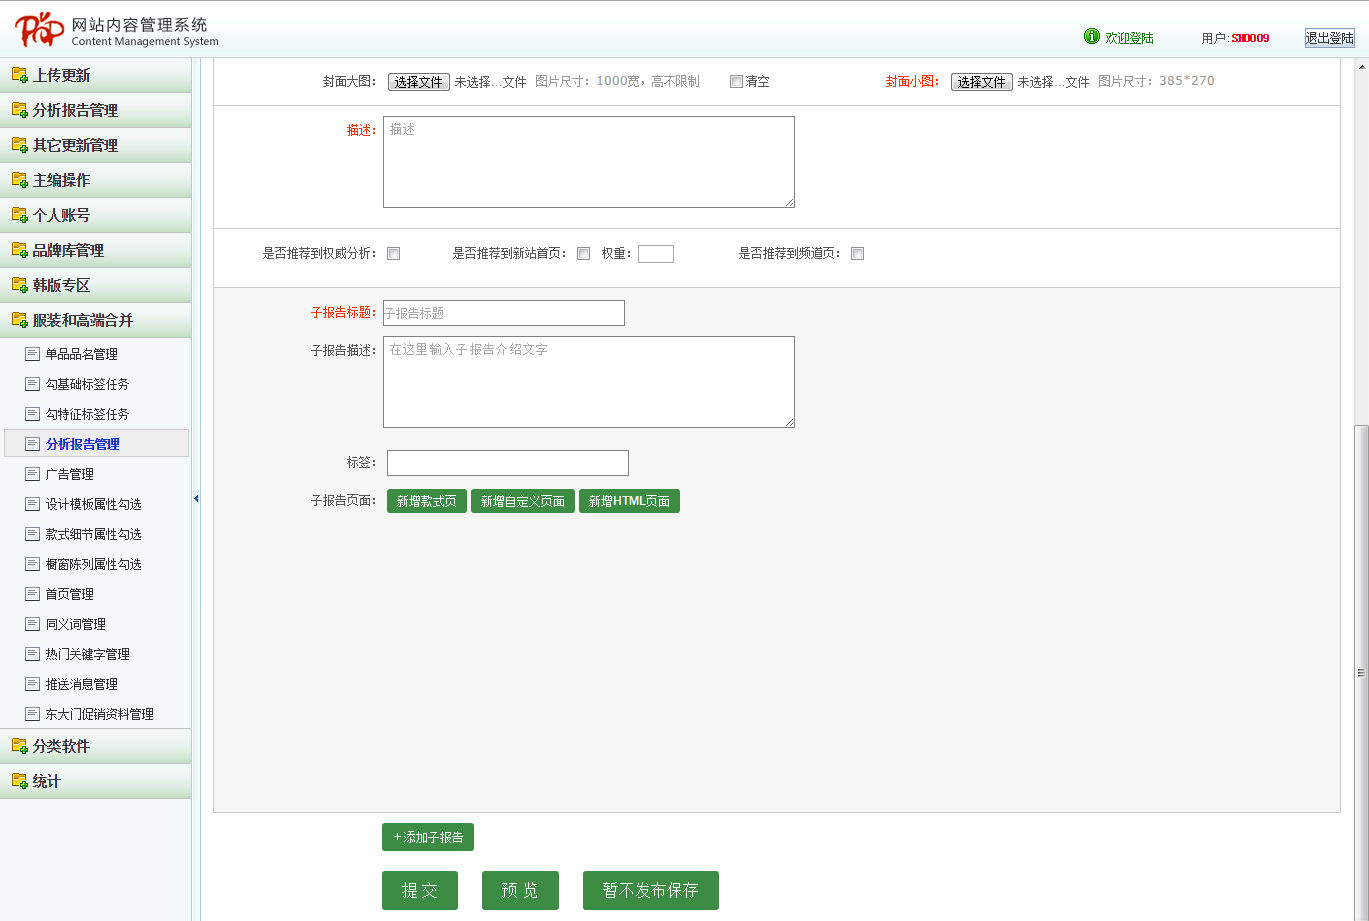 POP 网站内容管理系统
Content Management System
欢迎登陆 用户: SH0009 退出登陆
上传更新
分析报告管理
其它更新管理
主编操作
个人账号
品牌库管理
韩版专区
服装和高端合并
单品品名管理
勾基础标签任务
勾特征标签任务
分析报告管理
广告管理
设计模板属性勾选
款式细节属性勾选
橱窗陈列属性勾选
首页管理
同义词管理
热门关键字管理
推送消息管理
东大门促销资料管理
分类软件
统计
封面大图： 选择文件 未选择...文件 图片尺寸：1000宽，高不限制 清空 封面小图： 选择文件 未选择...文件 图片尺寸：385*270
描述： 描述
是否推荐到权威分析： 是否推荐到新站首页： 权重： 是否推荐到频道页：
子报告标题： 子报告标题
子报告描述： 在这里输入子报告介绍文字
标签：
子报告页面： 新增款式页 新增自定义页面 新增HTML页面
+添加子报告
提 交 预 览 暂不发布保存